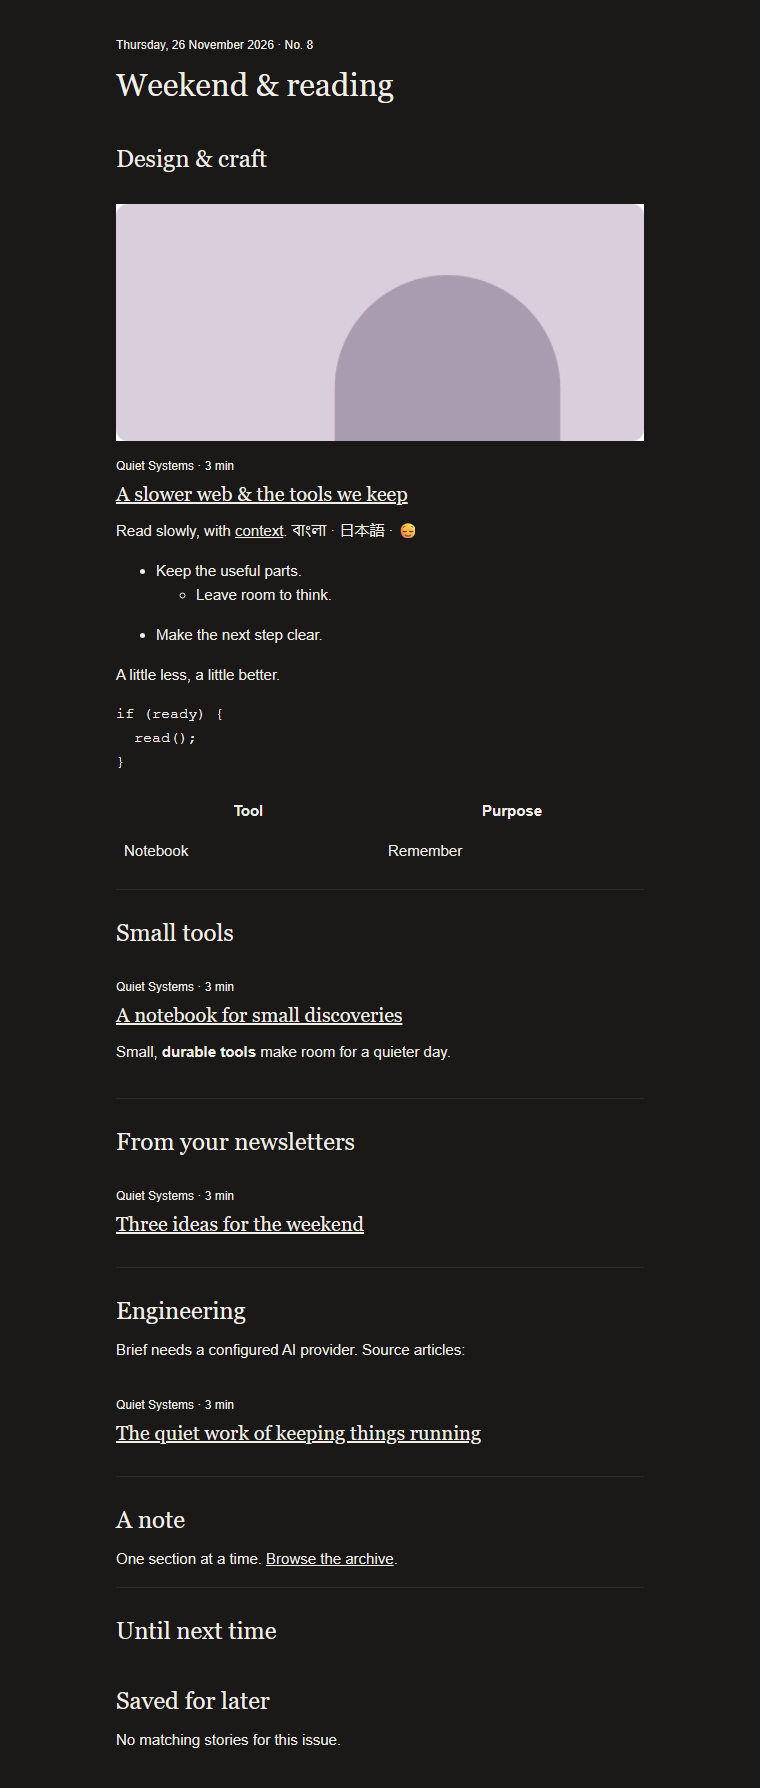 Thursday, 26 November 2026 · No. 8
Weekend & reading
Design & craft
Quiet Systems · 3 min
A slower web & the tools we keep
Read slowly, with context. বাংলা · 日本語 · 😌
Keep the useful parts.
Leave room to think.
Make the next step clear.
A little less, a little better.
if (ready) {
  read();
}
Tool Purpose
Notebook Remember
Small tools
Quiet Systems · 3 min
A notebook for small discoveries
Small, durable tools make room for a quieter day.
From your newsletters
Quiet Systems · 3 min
Three ideas for the weekend
Engineering
Brief needs a configured AI provider. Source articles:
Quiet Systems · 3 min
The quiet work of keeping things running
A note
One section at a time. Browse the archive.
Until next time
Saved for later
No matching stories for this issue.